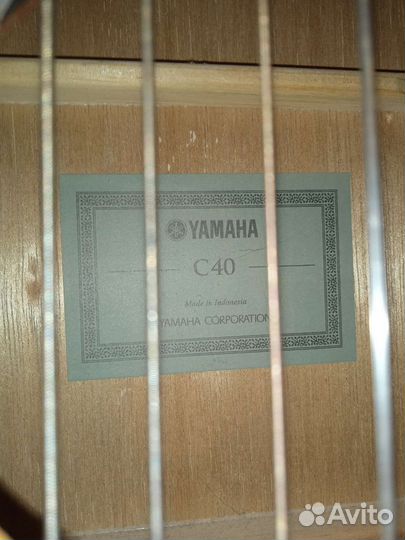 YAMAHA
C40
Made in Indonesia
YAMAHA CORPORATION
Avito